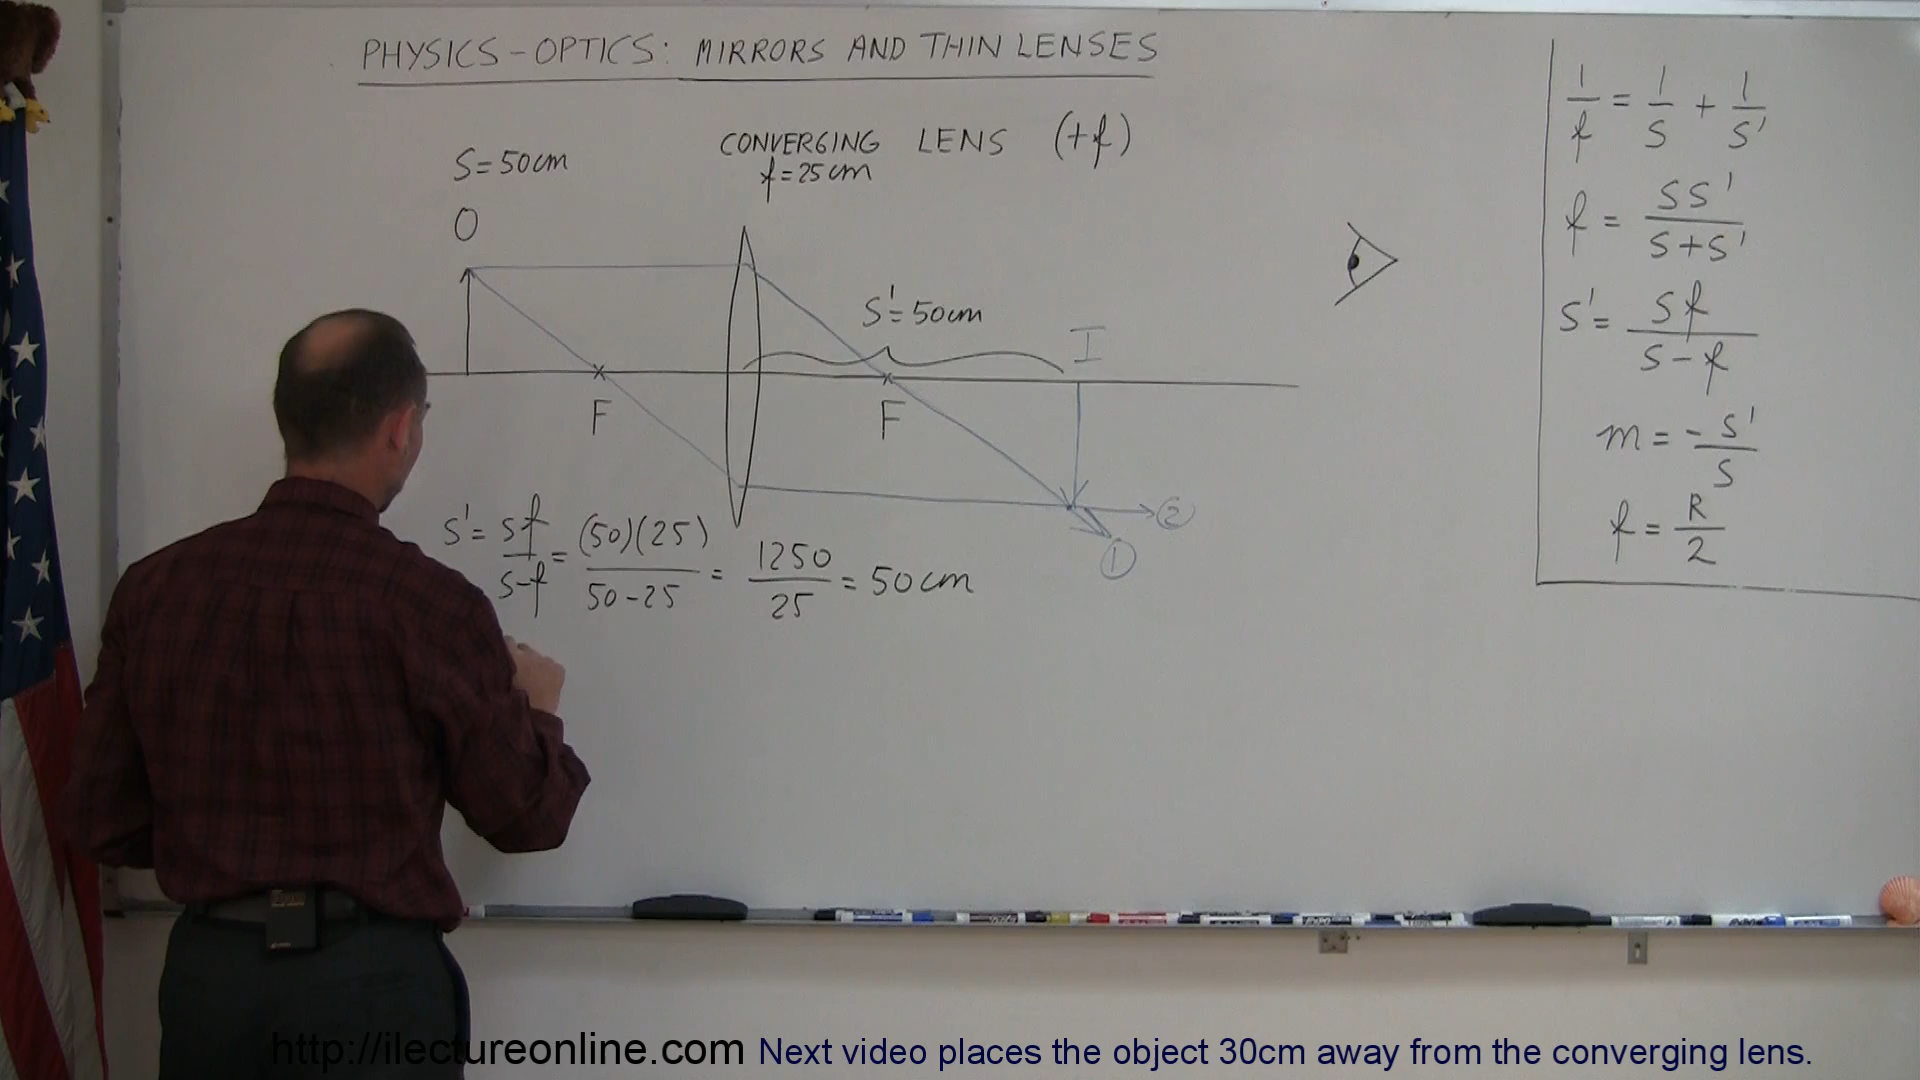 PHYSICS-OPTICS: MIRRORS AND THIN LENSES
CONVERGING LENS (+f)
S=50cm
f=25cm
O
S'=50cm
I
F
F
②
①
S' = Sf/S-f = (50)(25)/50-25 = 1250/25 = 50cm
1/f = 1/S + 1/S'
f = SS'/S+S'
S' = Sf/S-f
m = -S'/S
f = R/2
http://ilectureonline.com Next video places the object 30cm away from the converging lens.